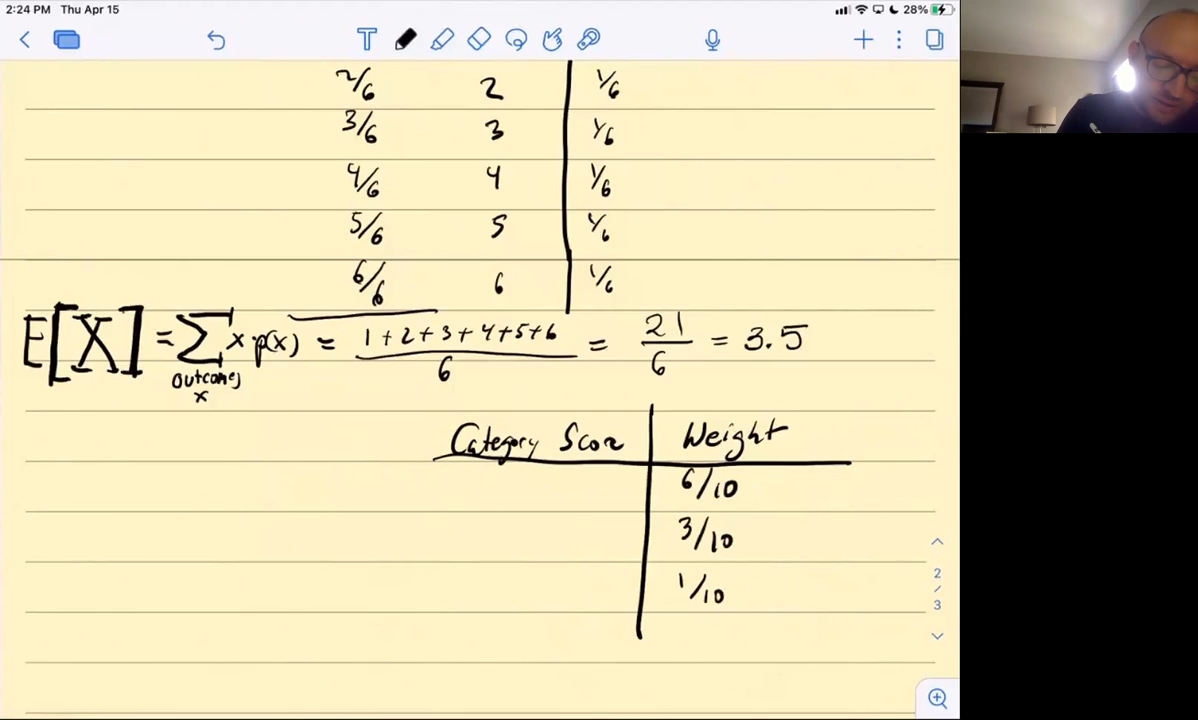 2:24 PM Thu Apr 15 28%
2/6 2 1/6
3/6 3 1/6
4/6 4 1/6
5/6 5 1/6
6/6 6 1/6
E[X] = ∑ x p(x) = 1+2+3+4+5+6 / 6 = 21/6 = 3.5
outcomes
x
Category Score Weight
6/10
3/10
1/10
2/3